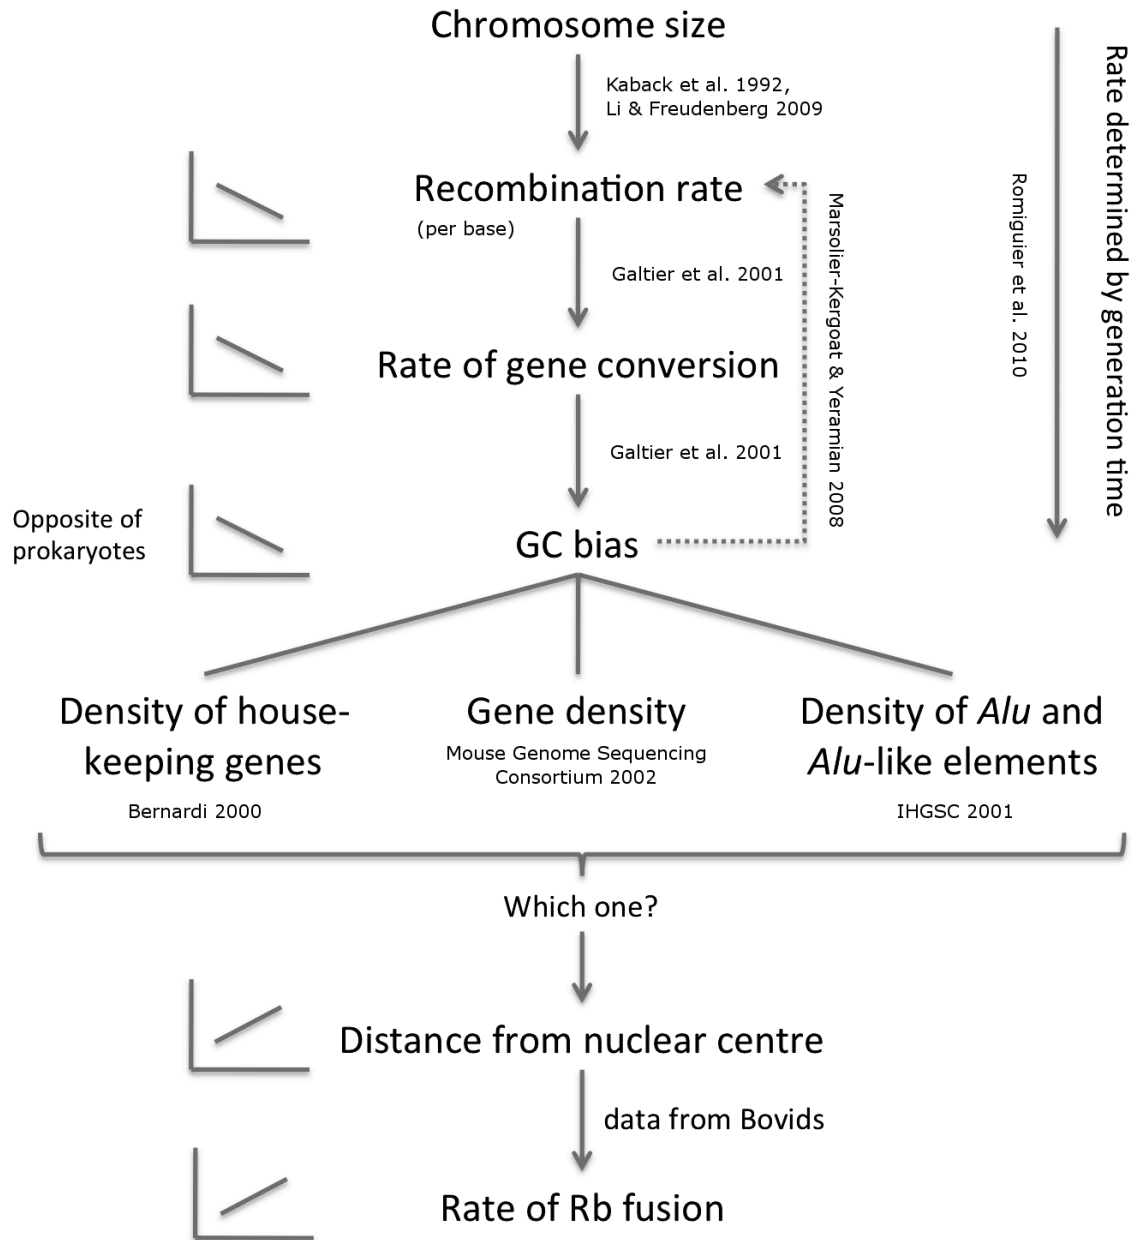 Chromosome size
Kaback et al. 1992,
Li & Freudenberg 2009
Recombination rate
(per base)
Galtier et al. 2001
Rate of gene conversion
Galtier et al. 2001
Marsolier-Kergoat & Yeramian 2008
Romiguier et al. 2010
Rate determined by generation time
Opposite of
prokaryotes
GC bias
Density of house-
keeping genes
Bernardi 2000
Gene density
Mouse Genome Sequencing
Consortium 2002
Density of Alu and
Alu-like elements
IHGSC 2001
Which one?
Distance from nuclear centre
data from Bovids
Rate of Rb fusion